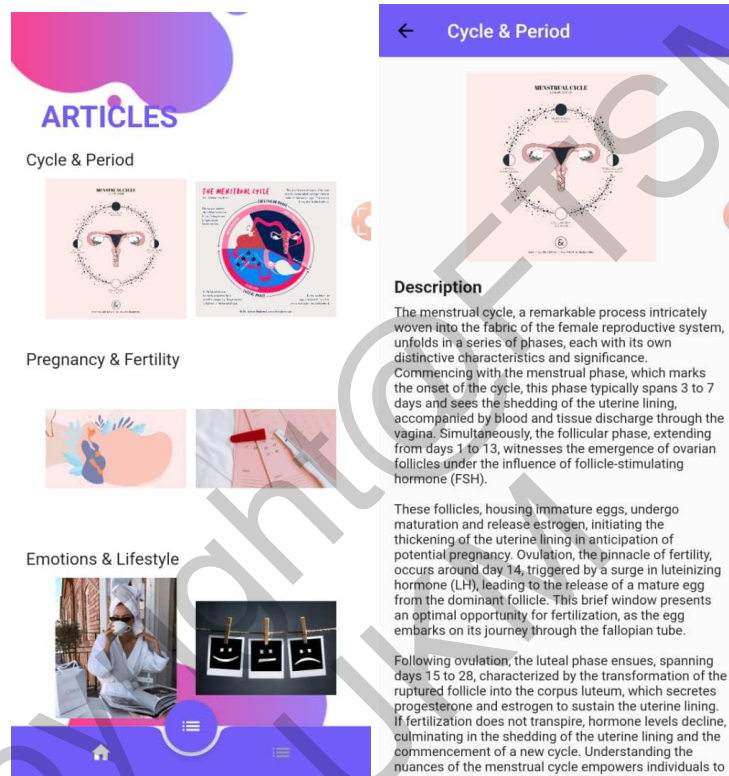 ARTICLES
Cycle & Period
MENSTRUAL CYCLE
THE MENSTRUAL CYCLE
Pregnancy & Fertility
Emotions & Lifestyle
Cycle & Period
MENSTRUAL CYCLE
&
Description
The menstrual cycle, a remarkable process intricately
woven into the fabric of the female reproductive system,
unfolds in a series of phases, each with its own
distinctive characteristics and significance.
Commencing with the menstrual phase, which marks
the onset of the cycle, this phase typically spans 3 to 7
days and sees the shedding of the uterine lining,
accompanied by blood and tissue discharge through the
vagina. Simultaneously, the follicular phase, extending
from days 1 to 13, witnesses the emergence of ovarian
follicles under the influence of follicle-stimulating
hormone (FSH).
These follicles, housing immature eggs, undergo
maturation and release estrogen, initiating the
thickening of the uterine lining in anticipation of
potential pregnancy. Ovulation, the pinnacle of fertility,
occurs around day 14, triggered by a surge in luteinizing
hormone (LH), leading to the release of a mature egg
from the dominant follicle. This brief window presents
an optimal opportunity for fertilization, as the egg
embarks on its journey through the fallopian tube.
Following ovulation, the luteal phase ensues, spanning
days 15 to 28, characterized by the transformation of the
ruptured follicle into the corpus luteum, which secretes
progesterone and estrogen to sustain the uterine lining.
If fertilization does not transpire, hormone levels decline,
culminating in the shedding of the uterine lining and the
commencement of a new cycle. Understanding the
nuances of the menstrual cycle empowers individuals to